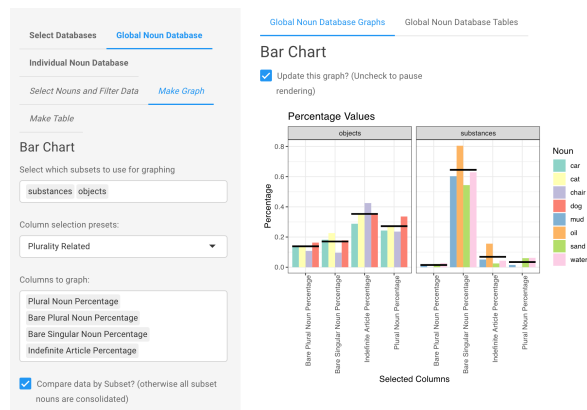 Select Databases
Global Noun Database
Individual Noun Database
Select Nouns and Filter Data
Make Graph
Make Table
Bar Chart
Select which subsets to use for graphing
substances objects
Column selection presets:
Plurality Related
Columns to graph:
Plural Noun Percentage
Bare Plural Noun Percentage
Bare Singular Noun Percentage
Indefinite Article Percentage
Compare data by Subset? (otherwise all subset
nouns are consolidated)
Global Noun Database Graphs
Global Noun Database Tables
Bar Chart
Update this graph? (Uncheck to pause
rendering)
Percentage Values
objects
substances
Percentage
0.8
0.6
0.4
0.2
0.0
Bare Plural Noun Percentage
Bare Singular Noun Percentage
Indefinite Article Percentage
Plural Noun Percentage
Bare Plural Noun Percentage
Bare Singular Noun Percentage
Indefinite Article Percentage
Plural Noun Percentage
Selected Columns
Noun
car
cat
chair
dog
mud
oil
sand
water